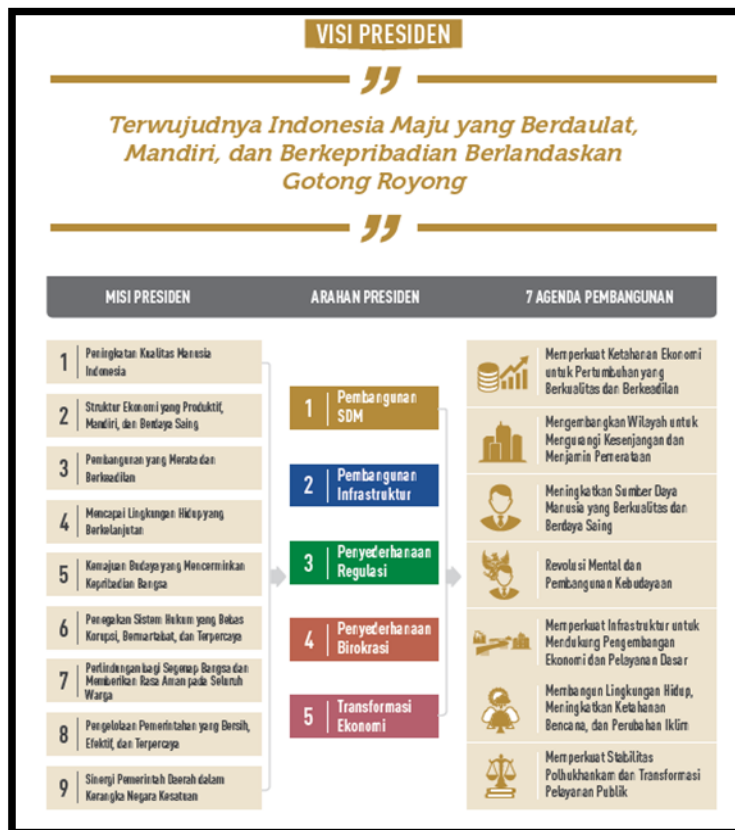 VISI PRESIDEN
Terwujudnya Indonesia Maju yang Berdaulat,
Mandiri, dan Berkepribadian Berlandaskan
Gotong Royong
MISI PRESIDEN
ARAHAN PRESIDEN
7 AGENDA PEMBANGUNAN
1
Peningkatan Kualitas Manusia
Indonesia
2
Struktur Ekonomi yang Produktif,
Mandiri, dan Berdaya Saing
3
Pembangunan yang Merata dan
Berkeadilan
4
Mencapai Lingkungan Hidup yang
Berkelanjutan
5
Kemajuan Budaya yang Mencerminkan
Kepribadian Bangsa
6
Penegakan Sistem Hukum yang Bebas
Korupsi, Bermartabat, dan Terpercaya
7
Perlindungan bagi Segenap Bangsa dan
Memberikan Rasa Aman pada Seluruh
Warga
8
Pengelolaan Pemerintahan yang Bersih,
Efektif, dan Terpercaya
9
Sinergi Pemerintah Daerah dalam
Kerangka Negara Kesatuan
1
Pembangunan
SDM
2
Pembangunan
Infrastruktur
3
Penyederhanaan
Regulasi
4
Penyederhanaan
Birokrasi
5
Transformasi
Ekonomi
Memperkuat Ketahanan Ekonomi
untuk Pertumbuhan yang
Berkualitas dan Berkeadilan
Mengembangkan Wilayah untuk
Mengurangi Kesenjangan dan
Menjamin Pemerataan
Meningkatkan Sumber Daya
Manusia yang Berkualitas dan
Berdaya Saing
Revolusi Mental dan
Pembangunan Kebudayaan
Memperkuat Infrastruktur untuk
Mendukung Pengembangan
Ekonomi dan Pelayanan Dasar
Membangun Lingkungan Hidup,
Meningkatkan Ketahanan
Bencana, dan Perubahan Iklim
Memperkuat Stabilitas
Polhukhankam dan Transformasi
Pelayanan Publik